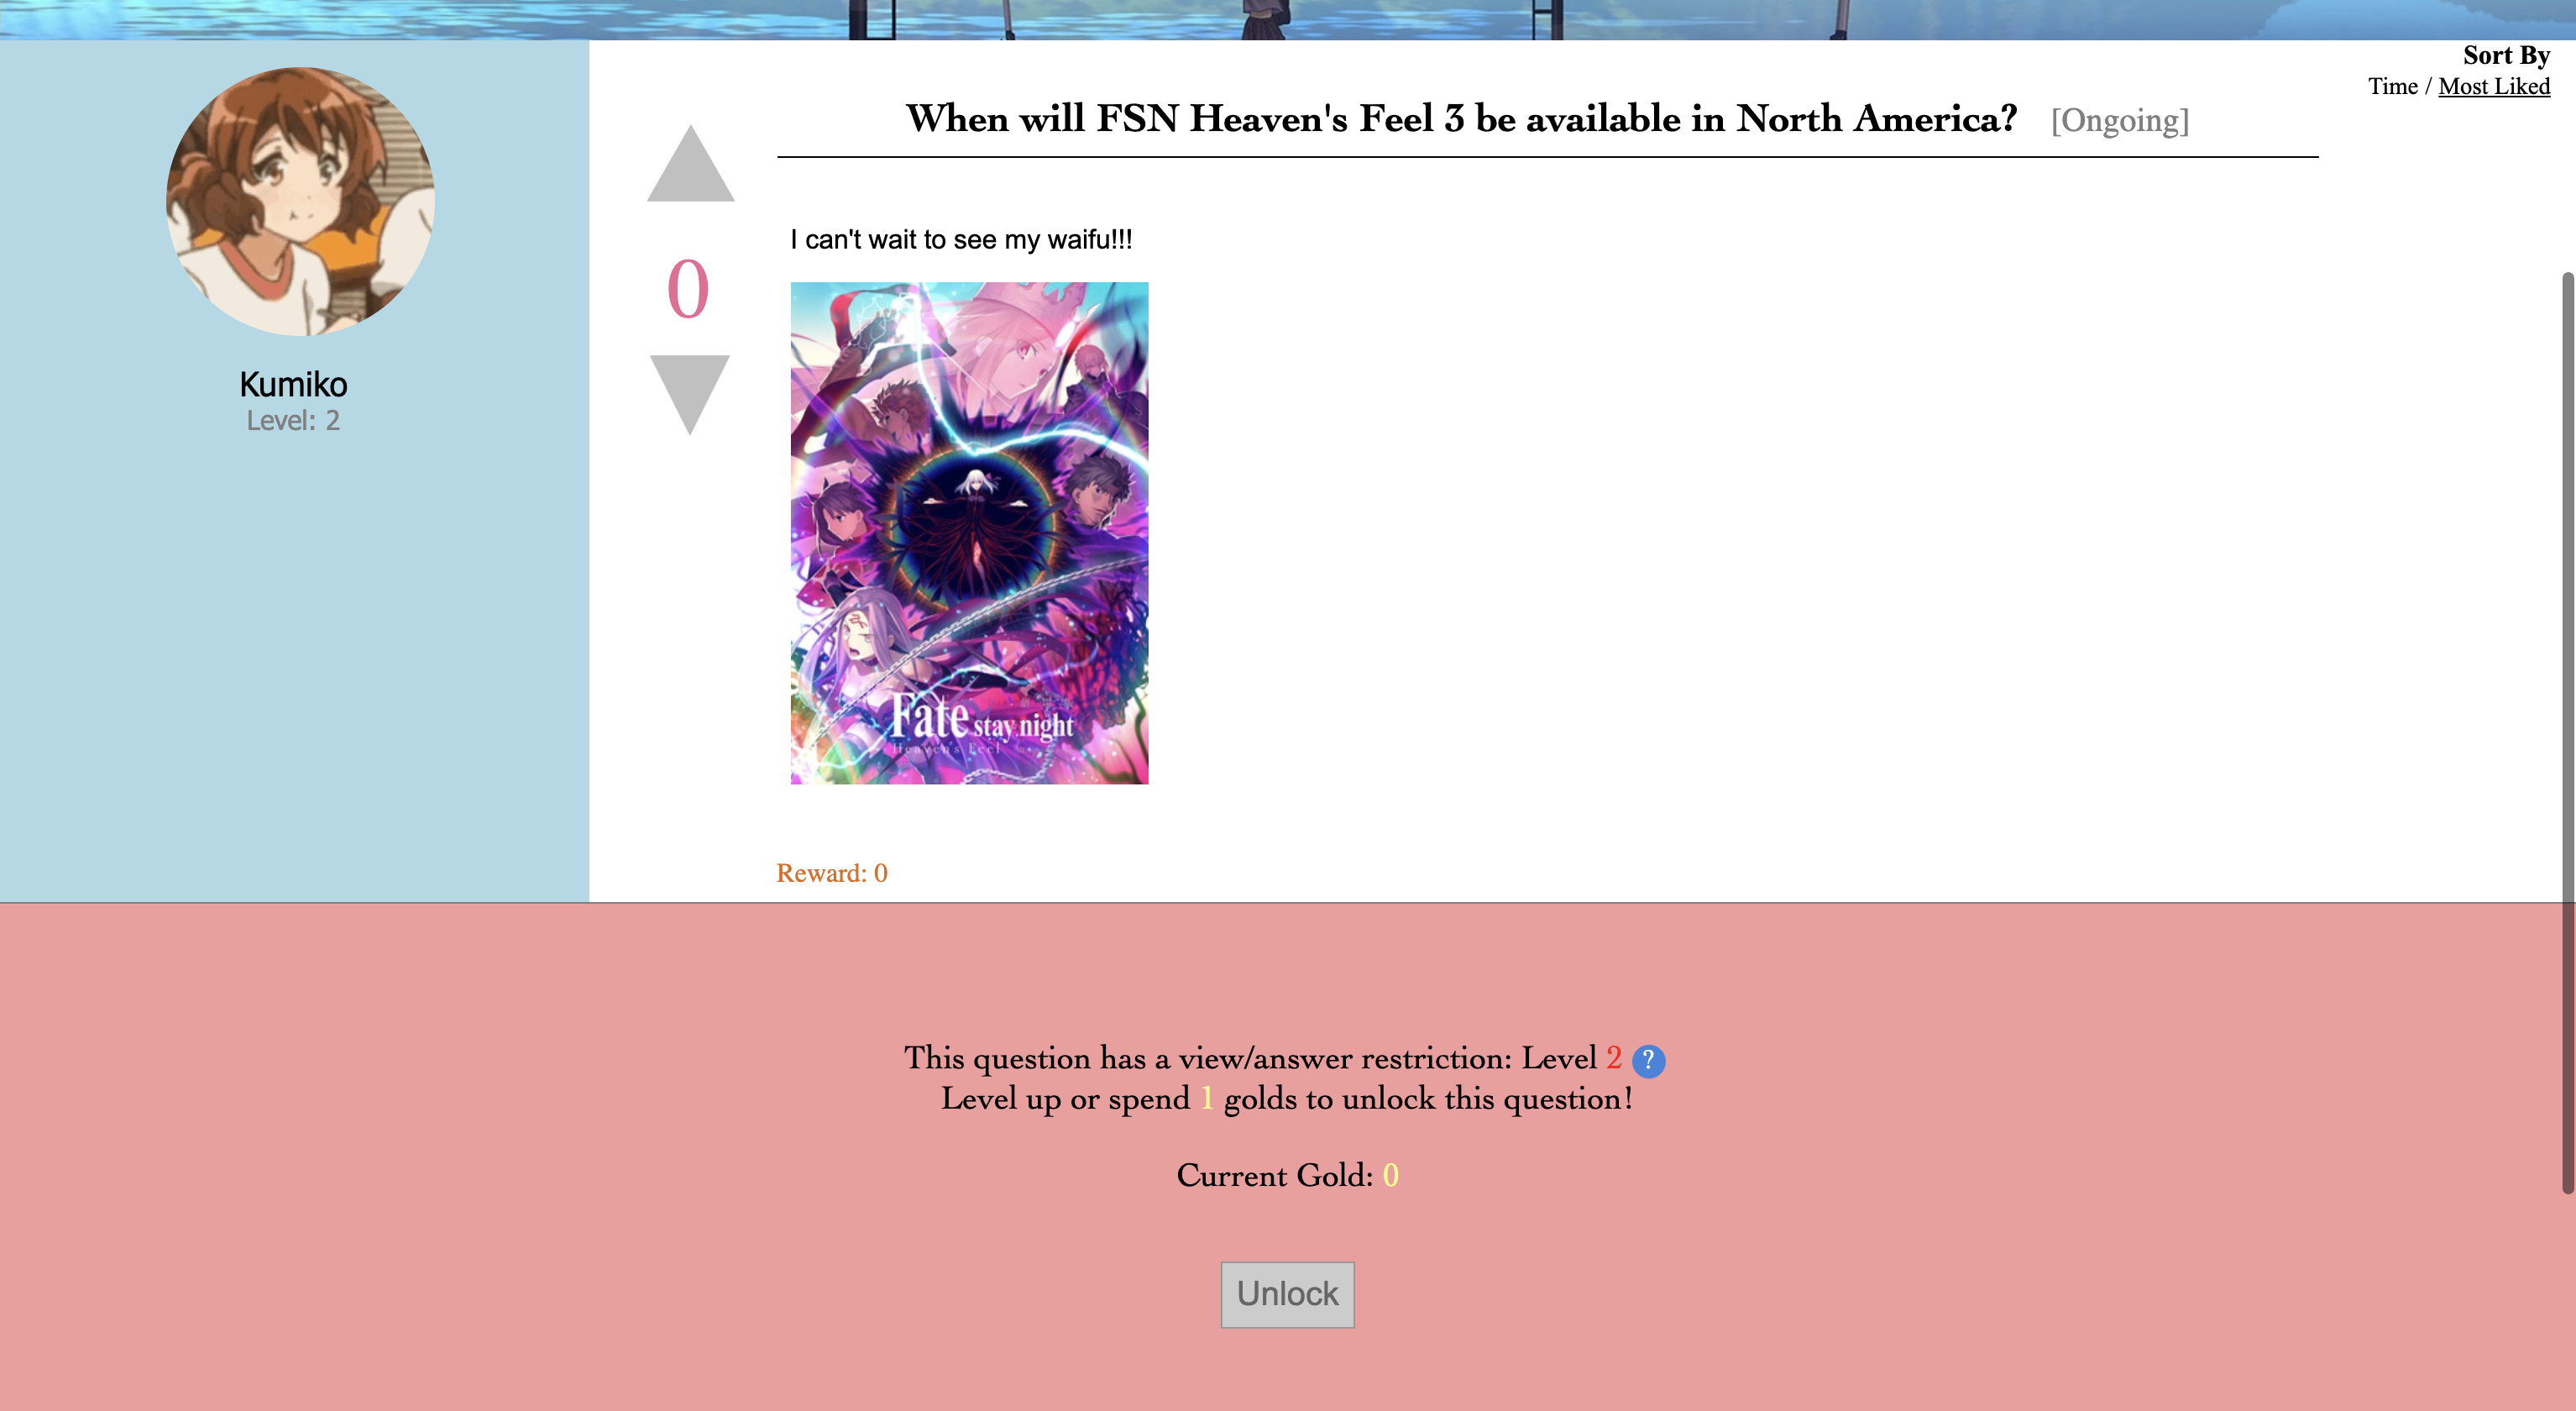 Sort By
Time / Most Liked
When will FSN Heaven's Feel 3 be available in North America? [Ongoing]
Kumiko
Level: 2
0
I can't wait to see my waifu!!!
Fate stay night
Heaven's Feel
Reward: 0
This question has a view/answer restriction: Level 2 ?
Level up or spend 1 golds to unlock this question!
Current Gold: 0
Unlock